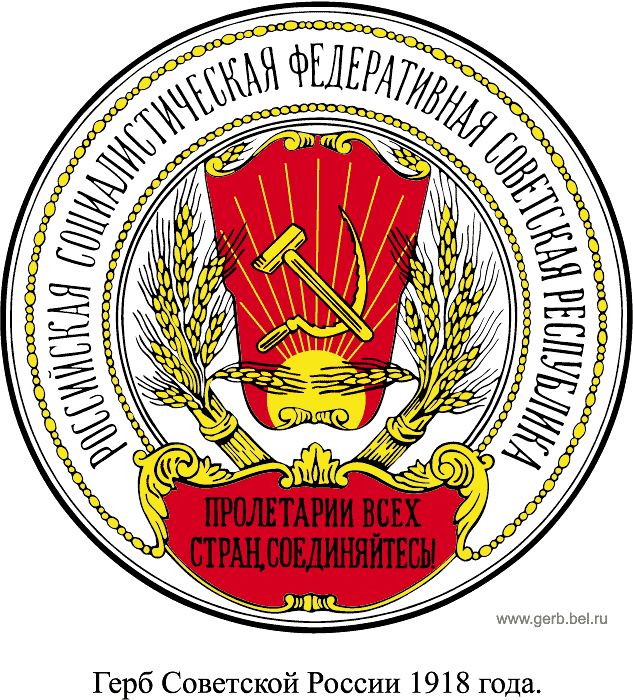 РОССИЙСКАЯ СОЦИАЛИСТИЧЕСКАЯ ФЕДЕРАТИВНАЯ СОВЕТСКАЯ РЕСПУБЛИКА
ПРОЛЕТАРИИ ВСЕХ
СТРАН, СОЕДИНЯЙТЕСЬ!
www.gerb.bel.ru
Герб Советской России 1918 года.